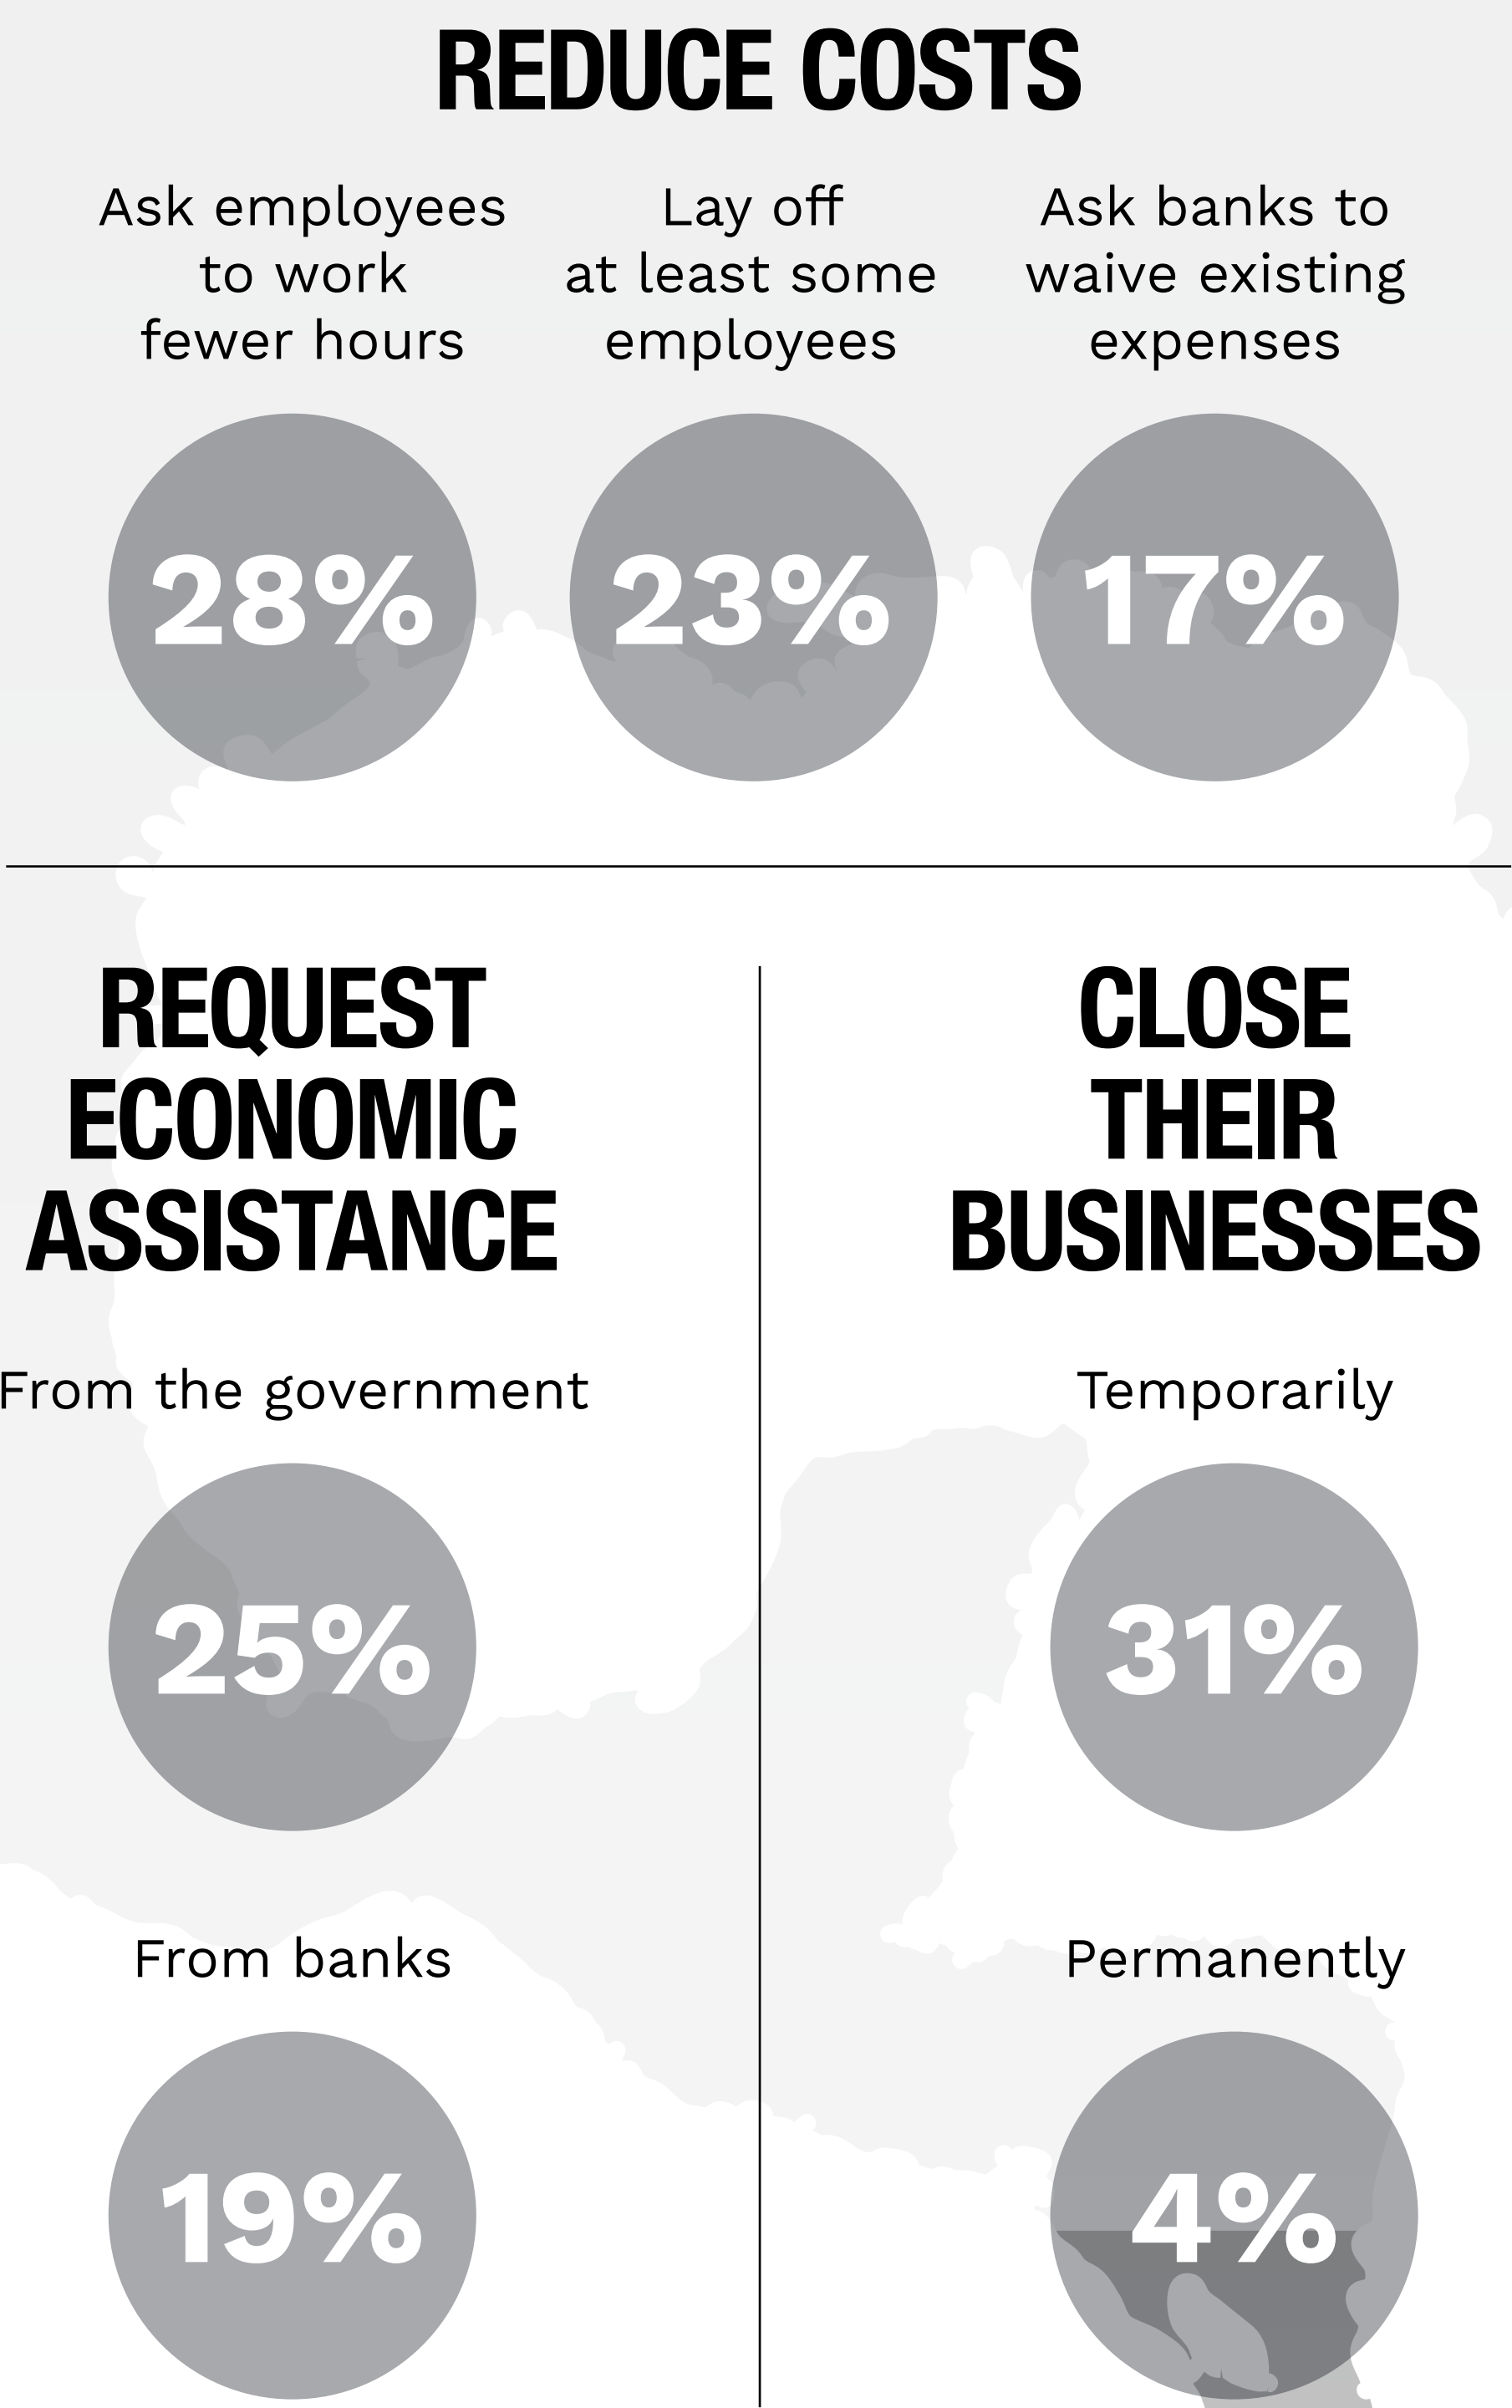 REDUCE COSTS
Ask employees
to work
fewer hours
28%
Lay off
at least some
employees
23%
Ask banks to
waive existing
expenses
17%
REQUEST
ECONOMIC
ASSISTANCE
From the government
25%
From banks
19%
CLOSE
THEIR
BUSINESSES
Temporarily
31%
Permanently
4%